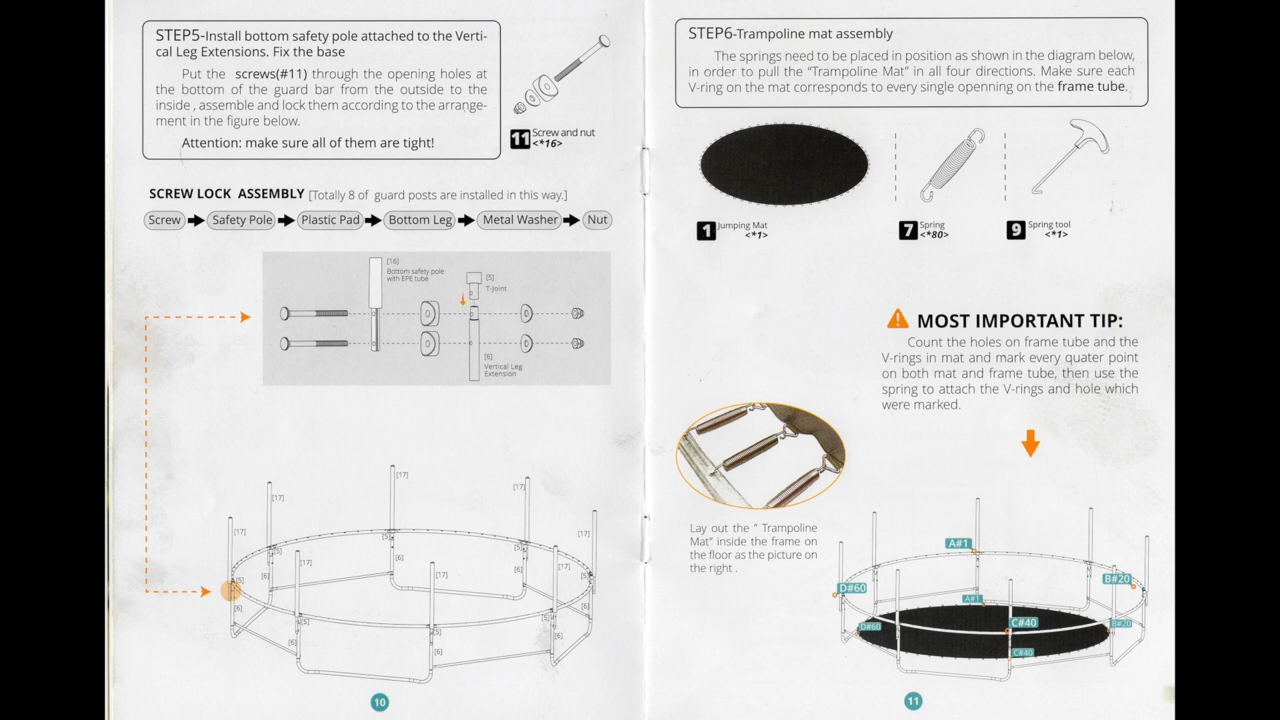 STEP5-Install bottom safety pole attached to the Verti-
cal Leg Extensions. Fix the base
Put the screws(#11) through the opening holes at
the bottom of the guard bar from the outside to the
inside , assemble and lock them according to the arrange-
ment in the figure below.
Attention: make sure all of them are tight!
11 Screw and nut
<*16>
SCREW LOCK ASSEMBLY [Totally 8 of guard posts are installed in this way.]
Screw Safety Pole Plastic Pad Bottom Leg Metal Washer Nut
[16]
Bottom safety pole
with EPE tube
[5]
T-Joint
[6]
Vertical Leg
Extension
[17]
[17]
[17]
[17]
[17]
[17]
[17]
[17]
[5]
[5]
[5]
[5]
[5]
[5]
[5]
[5]
[6]
[6]
[6]
[6]
[6]
[6]
[6]
[6]
10
STEP6-Trampoline mat assembly
The springs need to be placed in position as shown in the diagram below,
in order to pull the “Trampoline Mat” in all four directions. Make sure each
V-ring on the mat corresponds to every single openning on the frame tube.
1 Jumping Mat
<*1>
7 Spring
<*80>
9 Spring tool
<*1>
MOST IMPORTANT TIP:
Count the holes on frame tube and the
V-rings in mat and mark every quater point
on both mat and frame tube, then use the
spring to attach the V-rings and hole which
were marked.
Lay out the “ Trampoline
Mat” inside the frame on
the floor as the picture on
the right .
A#1
B#20
D#60
A#1
C#40
B#20
D#60
C#40
11